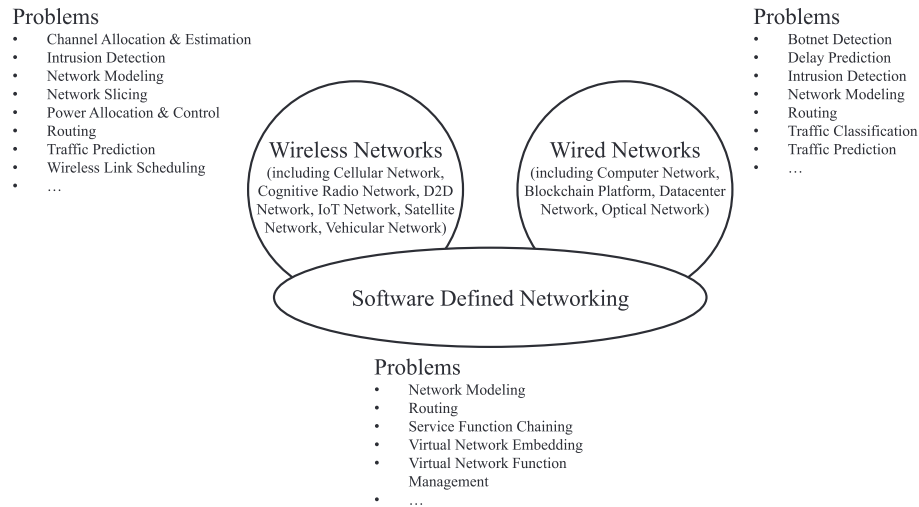 Problems
• Channel Allocation & Estimation
• Intrusion Detection
• Network Modeling
• Network Slicing
• Power Allocation & Control
• Routing
• Traffic Prediction
• Wireless Link Scheduling
• …
Wireless Networks
(including Cellular Network,
Cognitive Radio Network, D2D
Network, IoT Network, Satellite
Network, Vehicular Network)
Wired Networks
(including Computer Network,
Blockchain Platform, Datacenter
Network, Optical Network)
Problems
• Botnet Detection
• Delay Prediction
• Intrusion Detection
• Network Modeling
• Routing
• Traffic Classification
• Traffic Prediction
• …
Software Defined Networking
Problems
• Network Modeling
• Routing
• Service Function Chaining
• Virtual Network Embedding
• Virtual Network Function
Management
• …